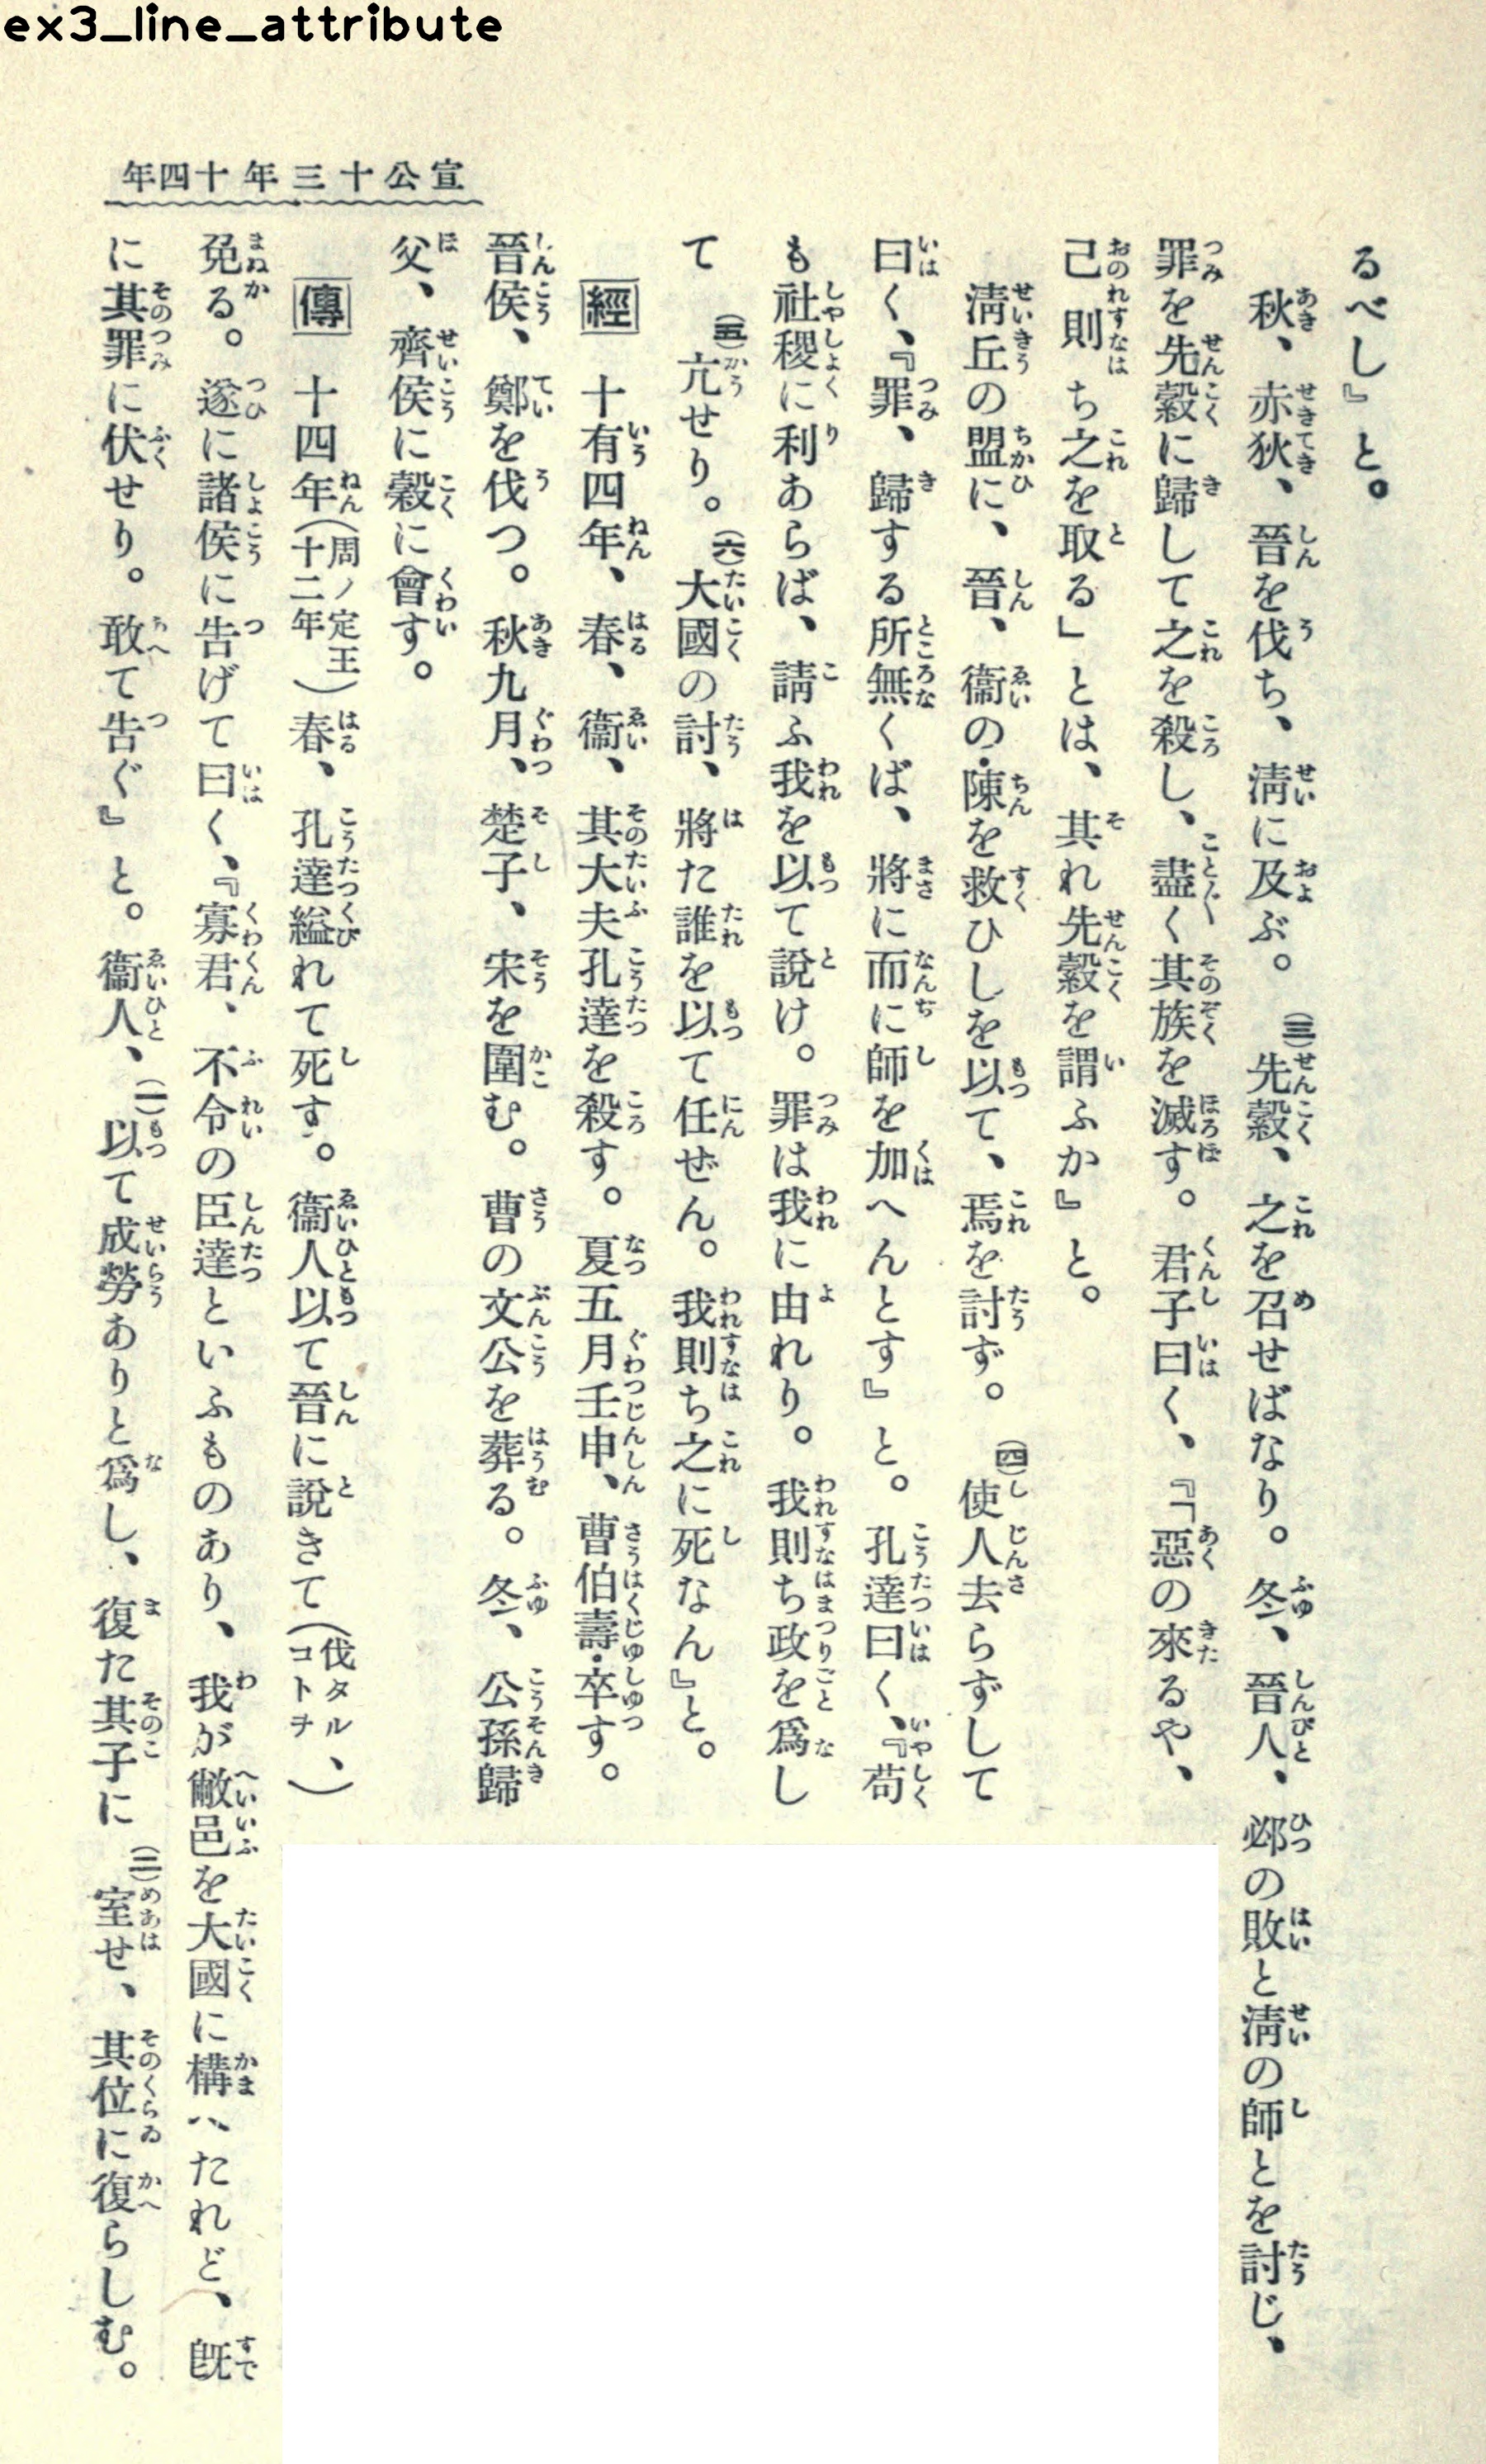 ex3_line_attribute
宣公十三年十四年
るべし』と。
秋、赤狄、晉を伐ち、淸に及ぶ。㈢先縠、之を召せばなり。冬、晉人、邲の敗と淸の師とを討じ、
罪を先縠に歸して之を殺し、盡く其族を滅す。君子曰く、『「惡の來るや、
己則ち之を取る」とは、其れ先縠を謂ふか』と。
淸丘の盟に、晉、衞の・陳を救ひしを以て、焉を討ず。㈣使人去らずして
曰く、『罪、歸する所無くば、將に而に師を加へんとす』と。孔達曰く、『苟
も社稷に利あらば、請ふ我を以て說け。罪は我に由れり。我則ち政を爲し
て㈤亢せり。㈥大國の討、將た誰を以て任ぜん。我則ち之に死なん』と。
經 十有四年、春、衞、其大夫孔達を殺す。夏五月壬申、曹伯壽・卒す。
晉侯、鄭を伐つ。秋九月、楚子、宋を圍む。曹の文公を葬る。冬、公孫歸
父、齊侯に穀に會す。
傳 十四年(周ノ定王十二年)春、孔達縊れて死す。衞人以て晉に說きて(伐タル、コトヲ)
免る。遂に諸侯に告げて曰く、『寡君、不令の臣達といふものあり、我が敝邑を大國に構へたれど、旣
に其罪に伏せり。敢て告ぐ』と。衞人、㈠以て成勞ありと爲し、復た其子に㈡室せ、其位に復らしむ。